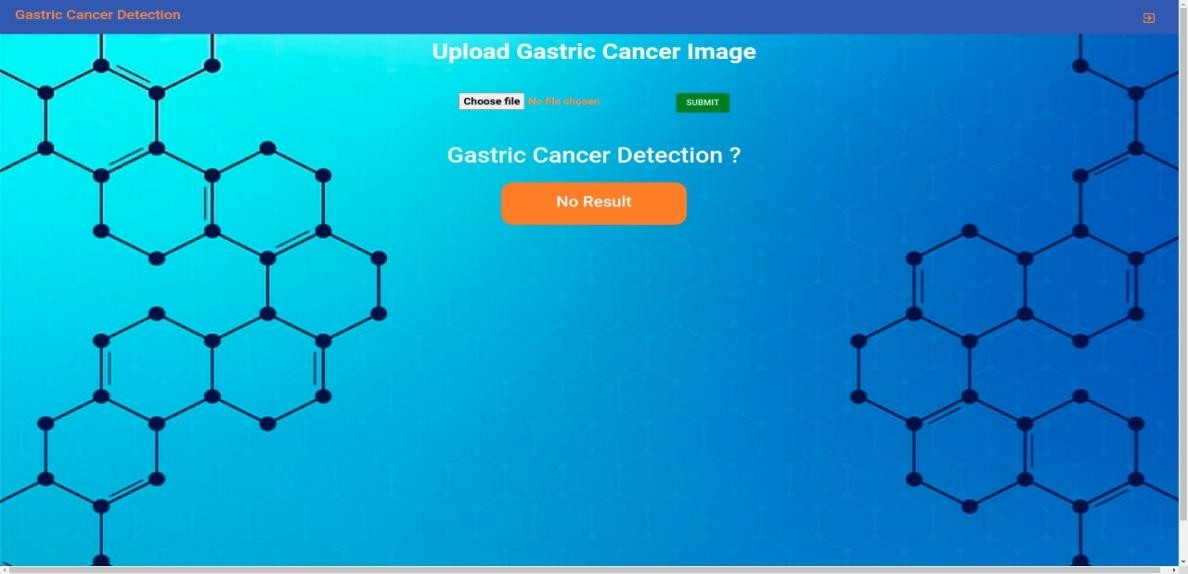 Gastric Cancer Detection
Upload Gastric Cancer Image
Choose file No file chosen SUBMIT
Gastric Cancer Detection ?
No Result